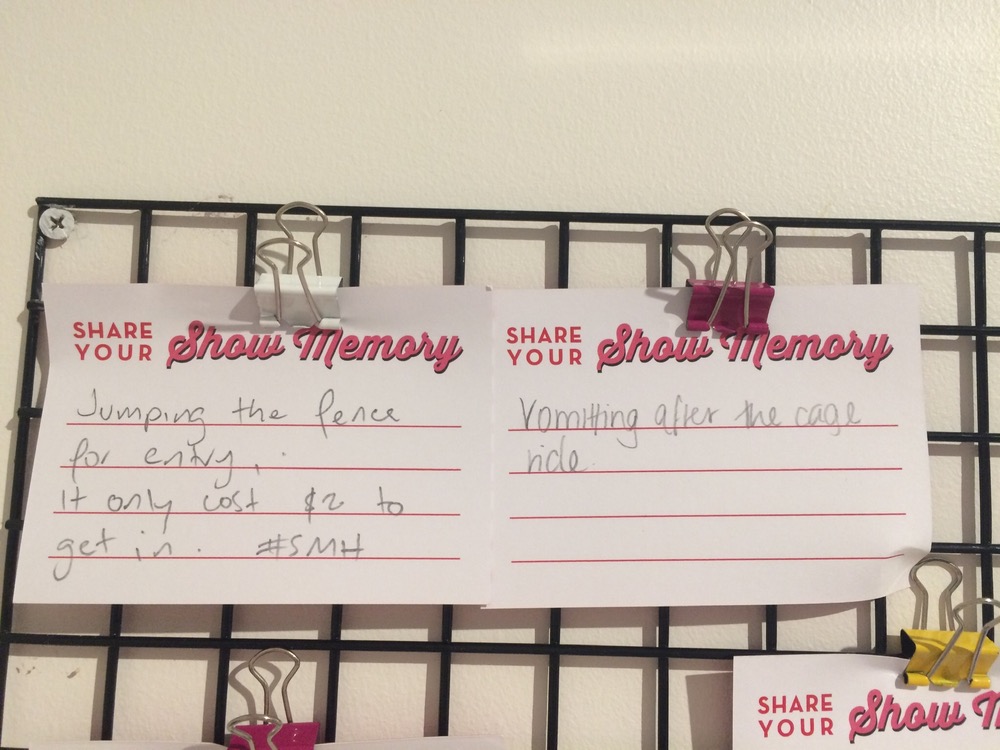 SHARE YOUR Show Memory
Jumping the fence
for entry.
It only cost $2 to
get in. #SMH
SHARE YOUR Show Memory
Vomitting after the cage
ride.
SHARE YOUR Show